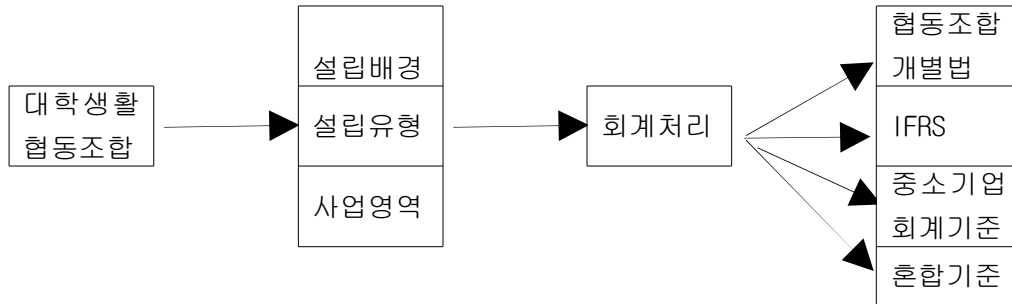 대학생활
협동조합
설립배경
설립유형
사업영역
회계처리
협동조합
개별법
IFRS
중소기업
회계기준
혼합기준